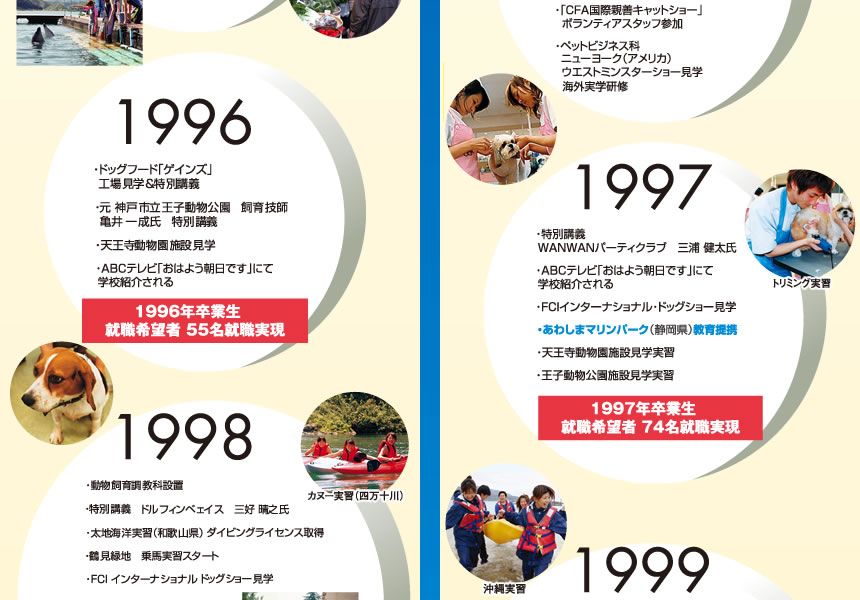 1996
・ドッグフード「ゲインズ」
工場見学&特別講義
・元 神戸市立王子動物公園 飼育技師
亀井 一成氏 特別講義
・天王寺動物園施設見学
・ABCテレビ「おはよう朝日です」にて
学校紹介される
1996年卒業生
就職希望者 55名就職実現
1998
・動物飼育調教科設置
・特別講義 ドルフィンベェイス 三好 晴之氏
・太地海洋実習(和歌山県) ダイビングライセンス取得
・鶴見緑地 乗馬実習スタート
・FCI インターナショナル ドッグショー見学
カヌー実習(四万十川)
・「CFA国際親善キャットショー」
ボランティアスタッフ参加
・ペットビジネス科
ニューヨーク(アメリカ)
ウエストミンスターショー見学
海外実学研修
1997
・特別講義
WANWANパーティクラブ 三浦 健太氏
・ABCテレビ「おはよう朝日です」にて
学校紹介される
・FCIインターナショナル・ドッグショー見学
・あわしまマリンパーク(静岡県)教育提携
・天王寺動物園施設見学実習
・王子動物公園施設見学実習
1997年卒業生
就職希望者 74名就職実現
トリミング実習
沖縄実習
1999